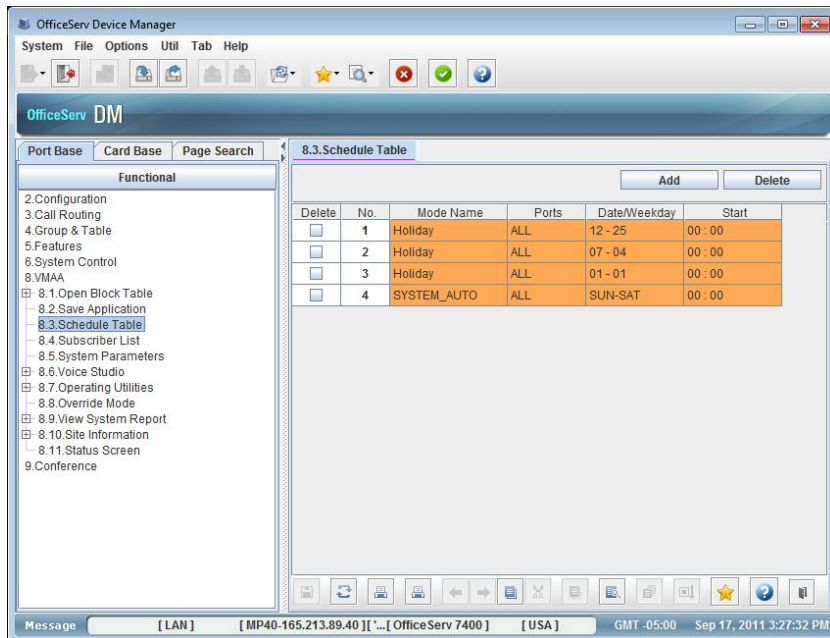 OfficeServ Device Manager
System File Options Util Tab Help
OfficeServ DM
Port Base Card Base Page Search
Functional
2.Configuration
3.Call Routing
4.Group & Table
5.Features
6.System Control
8.VMAA
8.1.Open Block Table
8.2.Save Application
8.3.Schedule Table
8.4.Subscriber List
8.5.System Parameters
8.6.Voice Studio
8.7.Operating Utilities
8.8.Override Mode
8.9.View System Report
8.10.Site Information
8.11.Status Screen
9.Conference
8.3.Schedule Table
Add Delete
Delete No. Mode Name Ports Date/Weekday Start
1 Holiday ALL 12 - 25 00 : 00
2 Holiday ALL 07 - 04 00 : 00
3 Holiday ALL 01 - 01 00 : 00
4 SYSTEM_AUTO ALL SUN-SAT 00 : 00
Message [ LAN ] [ MP40-165.213.89.40 ][ '...[ OfficeServ 7400 ] [ USA ] GMT -05:00 Sep 17, 2011 3:27:32 PM